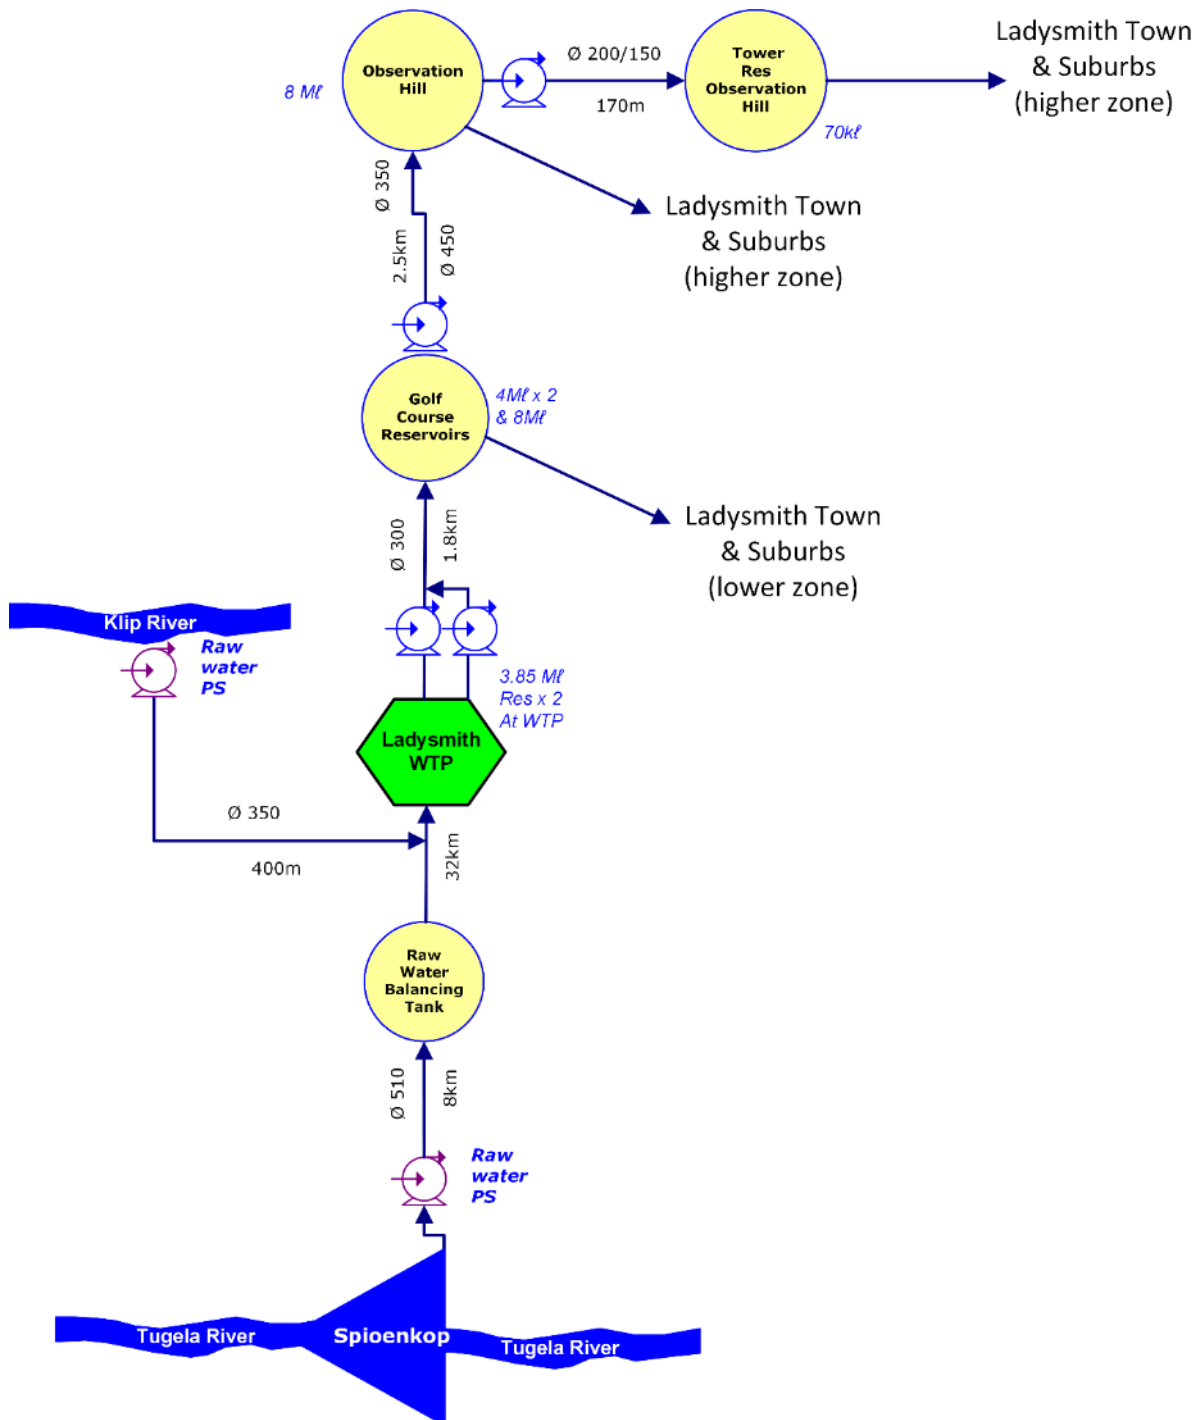 Observation
Hill
8 Mℓ
Ø 200/150
170m
Tower
Res
Observation
Hill
70kℓ
Ladysmith Town
& Suburbs
(higher zone)
Ladysmith Town
& Suburbs
(higher zone)
Ø 350
2.5km
Ø 450
Golf
Course
Reservoirs
4Mℓ x 2
& 8Mℓ
Ladysmith Town
& Suburbs
(lower zone)
Ø 300
1.8km
Klip River
Raw
water
PS
3.85 Mℓ
Res x 2
At WTP
Ladysmith
WTP
Ø 350
400m
32km
Raw
Water
Balancing
Tank
Ø 510
8km
Raw
water
PS
Tugela River
Spioenkop
Tugela River